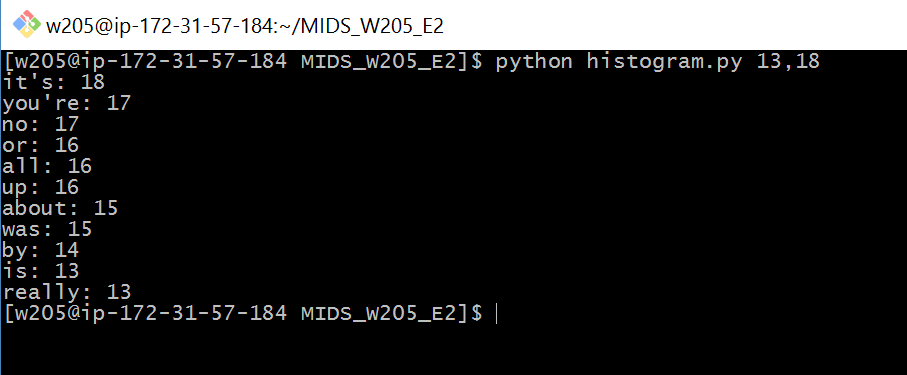 w205@ip-172-31-57-184:~/MIDS_W205_E2
[w205@ip-172-31-57-184 MIDS_W205_E2]$ python histogram.py 13,18
it's: 18
you're: 17
no: 17
or: 16
all: 16
up: 16
about: 15
was: 15
by: 14
is: 13
really: 13
[w205@ip-172-31-57-184 MIDS_W205_E2]$